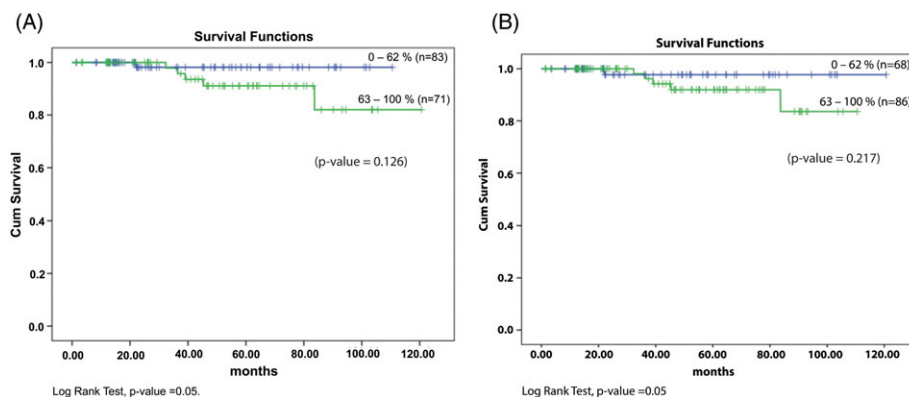 (A)
Survival Functions
0 – 62 % (n=83)
63 – 100 % (n=71)
(p-value = 0.126)
Cum Survival
1.0
0.8
0.6
0.4
0.2
0.0
0.00 20.00 40.00 60.00 80.00 100.00 120.00
months
Log Rank Test, p-value =0.05.
(B)
Survival Functions
0 – 62 % (n=68)
63 – 100 % (n=86)
(p-value = 0.217)
Cum Survival
1.0
0.8
0.6
0.4
0.2
0.0
0.00 20.00 40.00 60.00 80.00 100.00 120.00
months
Log Rank Test, p-value =0.05